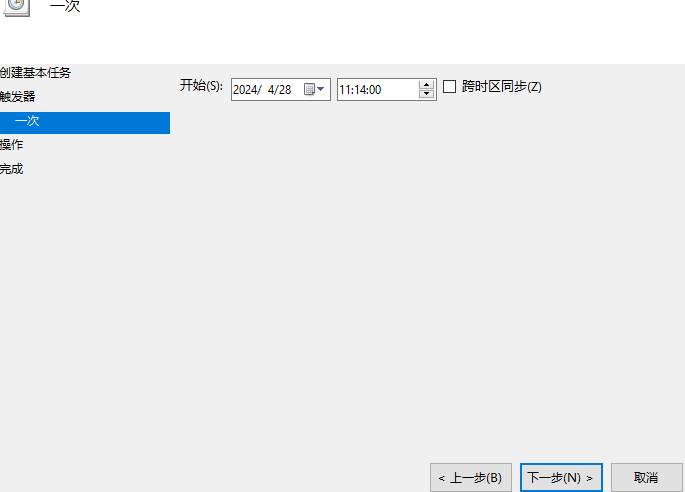 一次
创建基本任务
触发器
一次
操作
完成
开始(S): 2024/ 4/28 11:14:00 跨时区同步(Z)
< 上一步(B) 下一步(N) > 取消